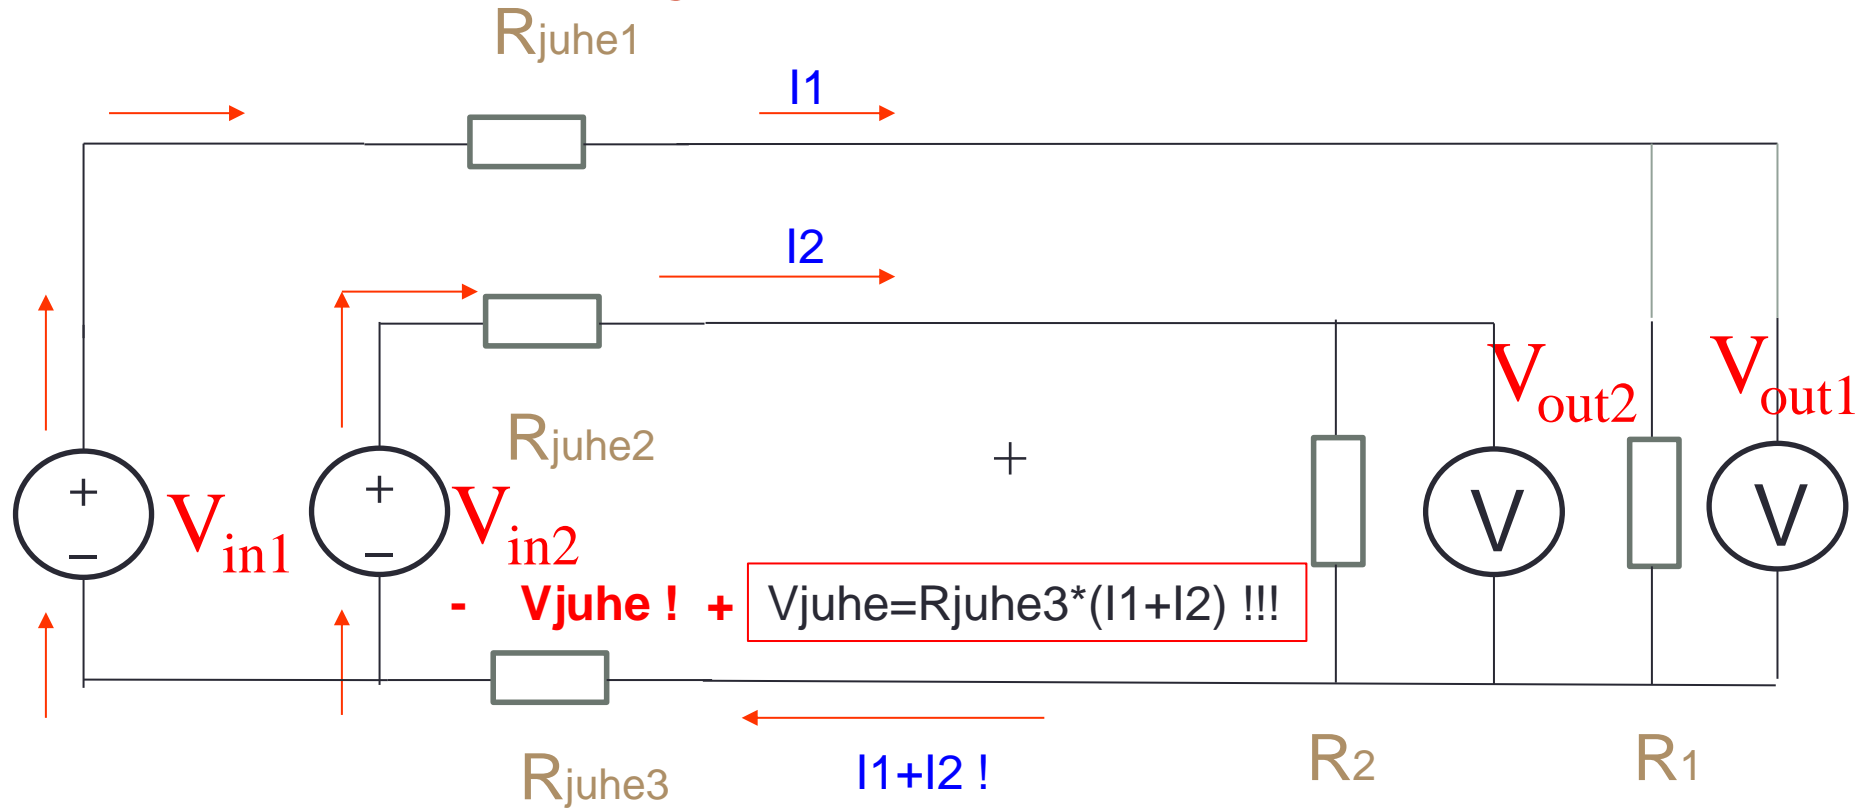 Rjuhe1
I1
I2
Rjuhe2
+
Vout2
Vout1
+
–
Vin1
+
–
Vin2
V
V
- Vjuhe ! +
Vjuhe=Rjuhe3*(I1+I2) !!!
Rjuhe3
I1+I2 !
R2
R1